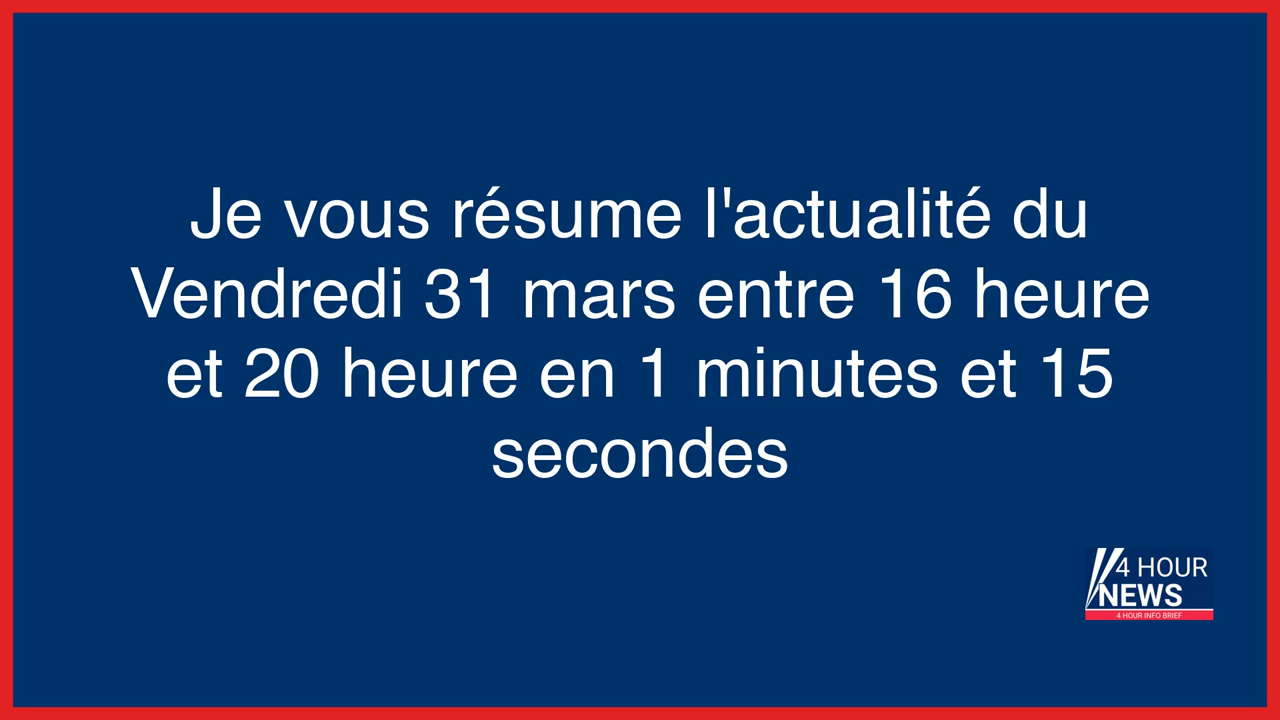 Je vous résume l'actualité du
Vendredi 31 mars entre 16 heure
et 20 heure en 1 minutes et 15
secondes
4 HOUR
NEWS
4 HOUR INFO BRIEF